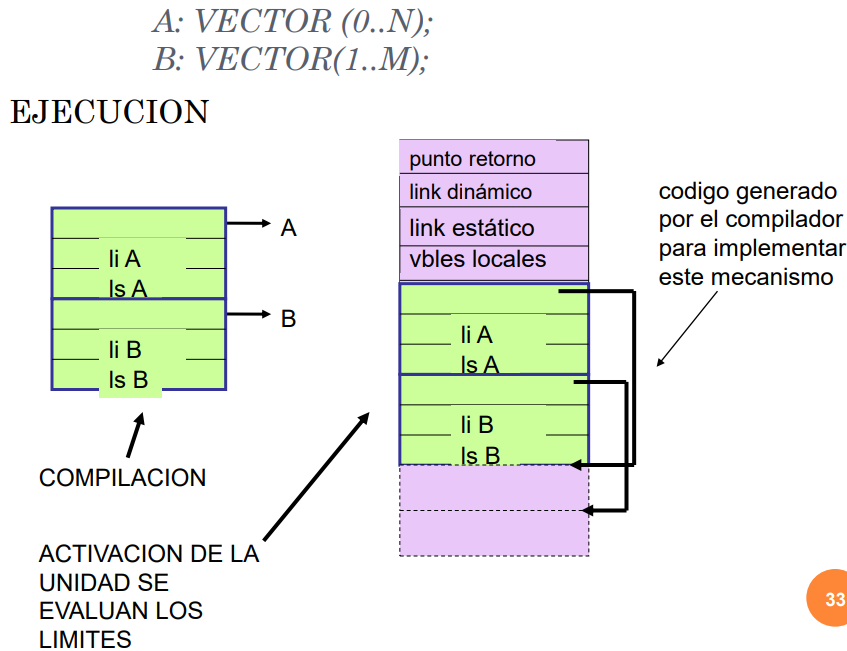 A: VECTOR (0..N);
B: VECTOR(1..M);
EJECUCION
li A
ls A
li B
ls B
A
B
COMPILACION
ACTIVACION DE LA
UNIDAD SE
EVALUAN LOS
LIMITES
punto retorno
link dinámico
link estático
vbles locales
li A
ls A
li B
ls B
codigo generado
por el compilador
para implementar
este mecanismo
33